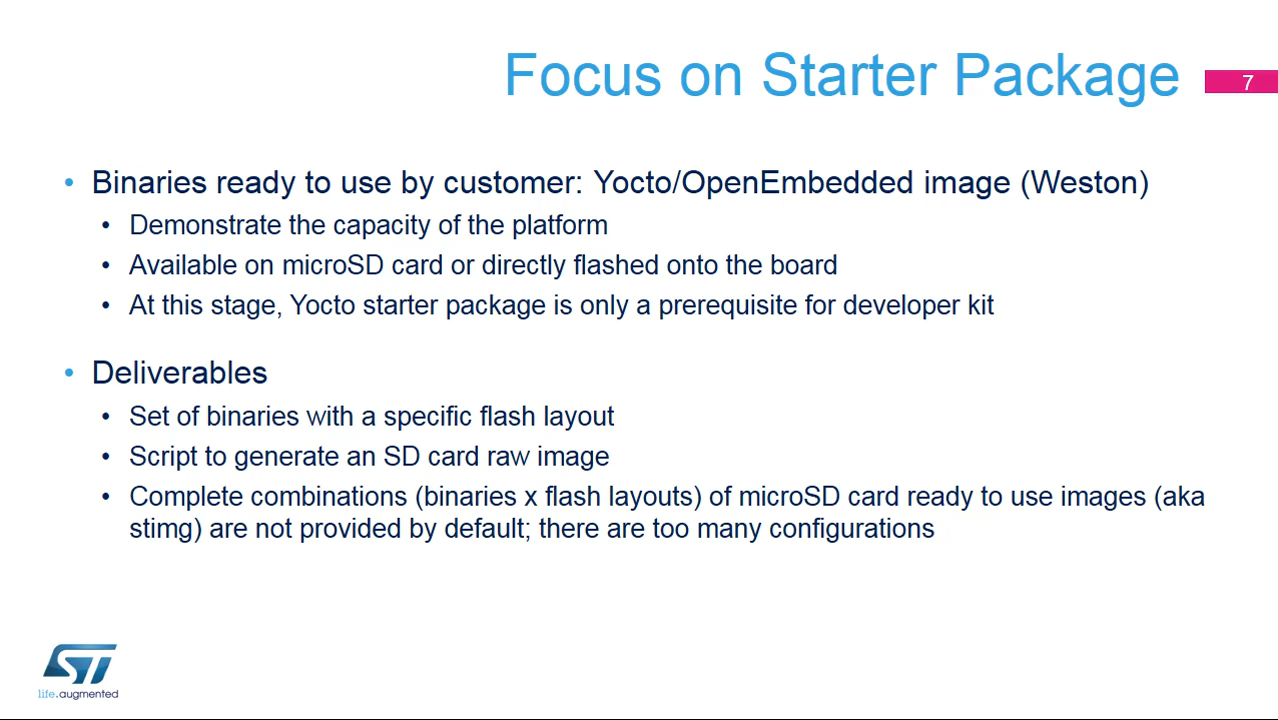 Focus on Starter Package
7
• Binaries ready to use by customer: Yocto/OpenEmbedded image (Weston)
• Demonstrate the capacity of the platform
• Available on microSD card or directly flashed onto the board
• At this stage, Yocto starter package is only a prerequisite for developer kit
• Deliverables
• Set of binaries with a specific flash layout
• Script to generate an SD card raw image
• Complete combinations (binaries x flash layouts) of microSD card ready to use images (aka
stimg) are not provided by default; there are too many configurations
ST
life.augmented